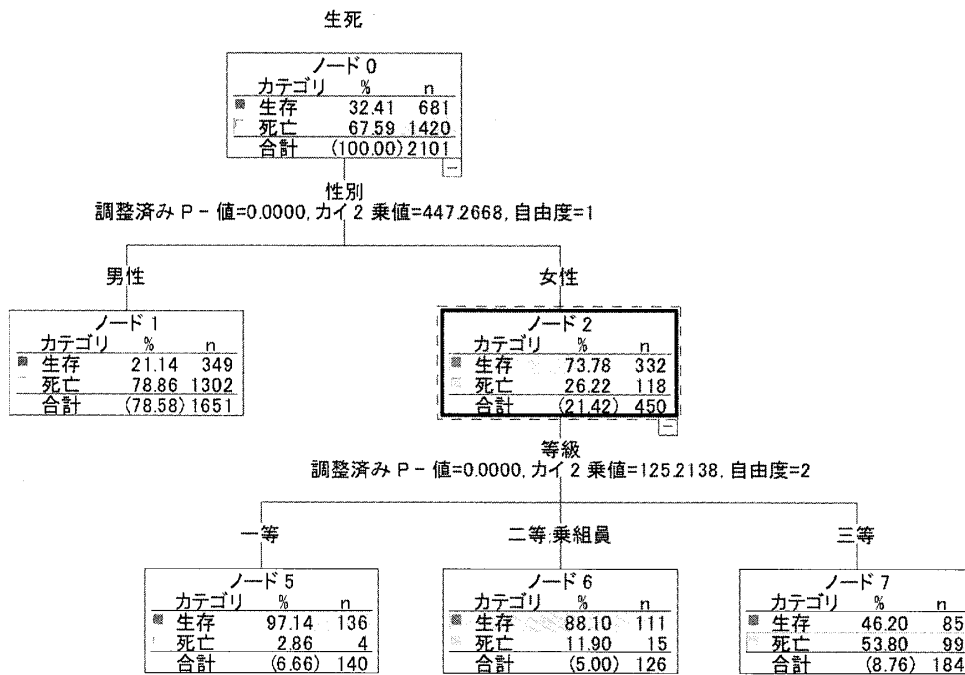 生死
ノード 0
カテゴリ % n
生存 32.41 681
死亡 67.59 1420
合計 (100.00) 2101
性別
調整済み P - 値=0.0000, カイ 2 乗値=447.2668, 自由度=1
男性
女性
ノード 1
カテゴリ % n
生存 21.14 349
死亡 78.86 1302
合計 (78.58) 1651
ノード 2
カテゴリ % n
生存 73.78 332
死亡 26.22 118
合計 (21.42) 450
等級
調整済み P - 値=0.0000, カイ 2 乗値=125.2138, 自由度=2
一等
二等;乗組員
三等
ノード 5
カテゴリ % n
生存 97.14 136
死亡 2.86 4
合計 (6.66) 140
ノード 6
カテゴリ % n
生存 88.10 111
死亡 11.90 15
合計 (5.00) 126
ノード 7
カテゴリ % n
生存 46.20 85
死亡 53.80 99
合計 (8.76) 184